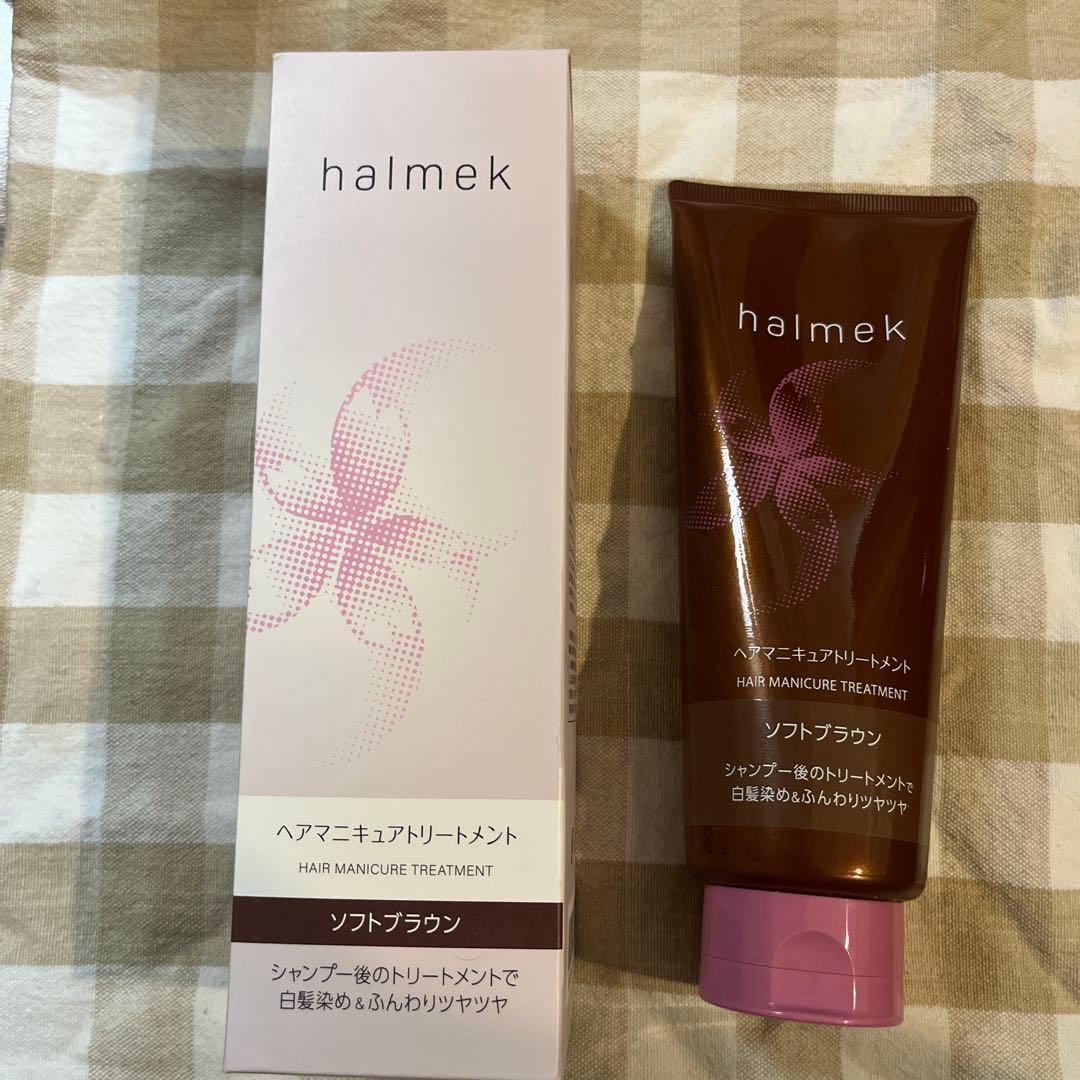 halmek
ヘアマニキュアトリートメント
HAIR MANICURE TREATMENT
ソフトブラウン
シャンプー後のトリートメントで
白髪染め&ふんわりツヤツヤ
halmek
ヘアマニキュアトリートメント
HAIR MANICURE TREATMENT
ソフトブラウン
シャンプー後のトリートメントで
白髪染め&ふんわりツヤツヤ